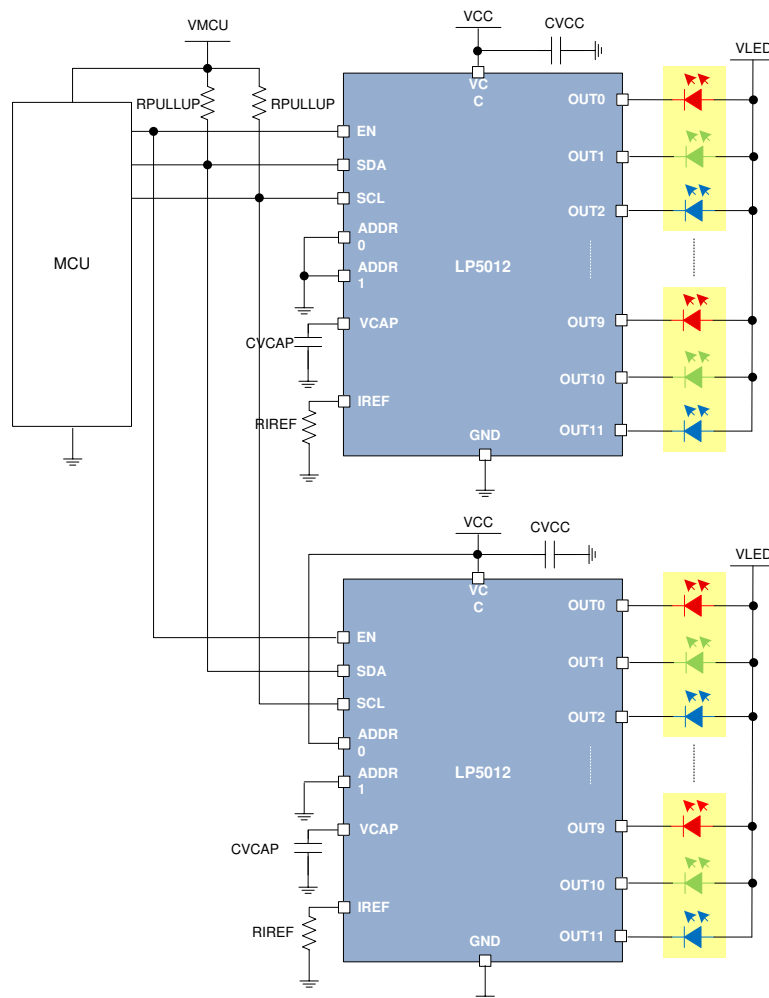 VMCU
RPULLUP
RPULLUP
MCU
VCC
CVCC
VLED
VC
C
EN
SDA
SCL
ADDR
0
ADDR
1
VCAP
IREF
CVCAP
RIREF
LP5012
GND
OUT0
OUT1
OUT2
OUT9
OUT10
OUT11
VCC
CVCC
VLED
VC
C
EN
SDA
SCL
ADDR
0
ADDR
1
VCAP
IREF
CVCAP
RIREF
LP5012
GND
OUT0
OUT1
OUT2
OUT9
OUT10
OUT11